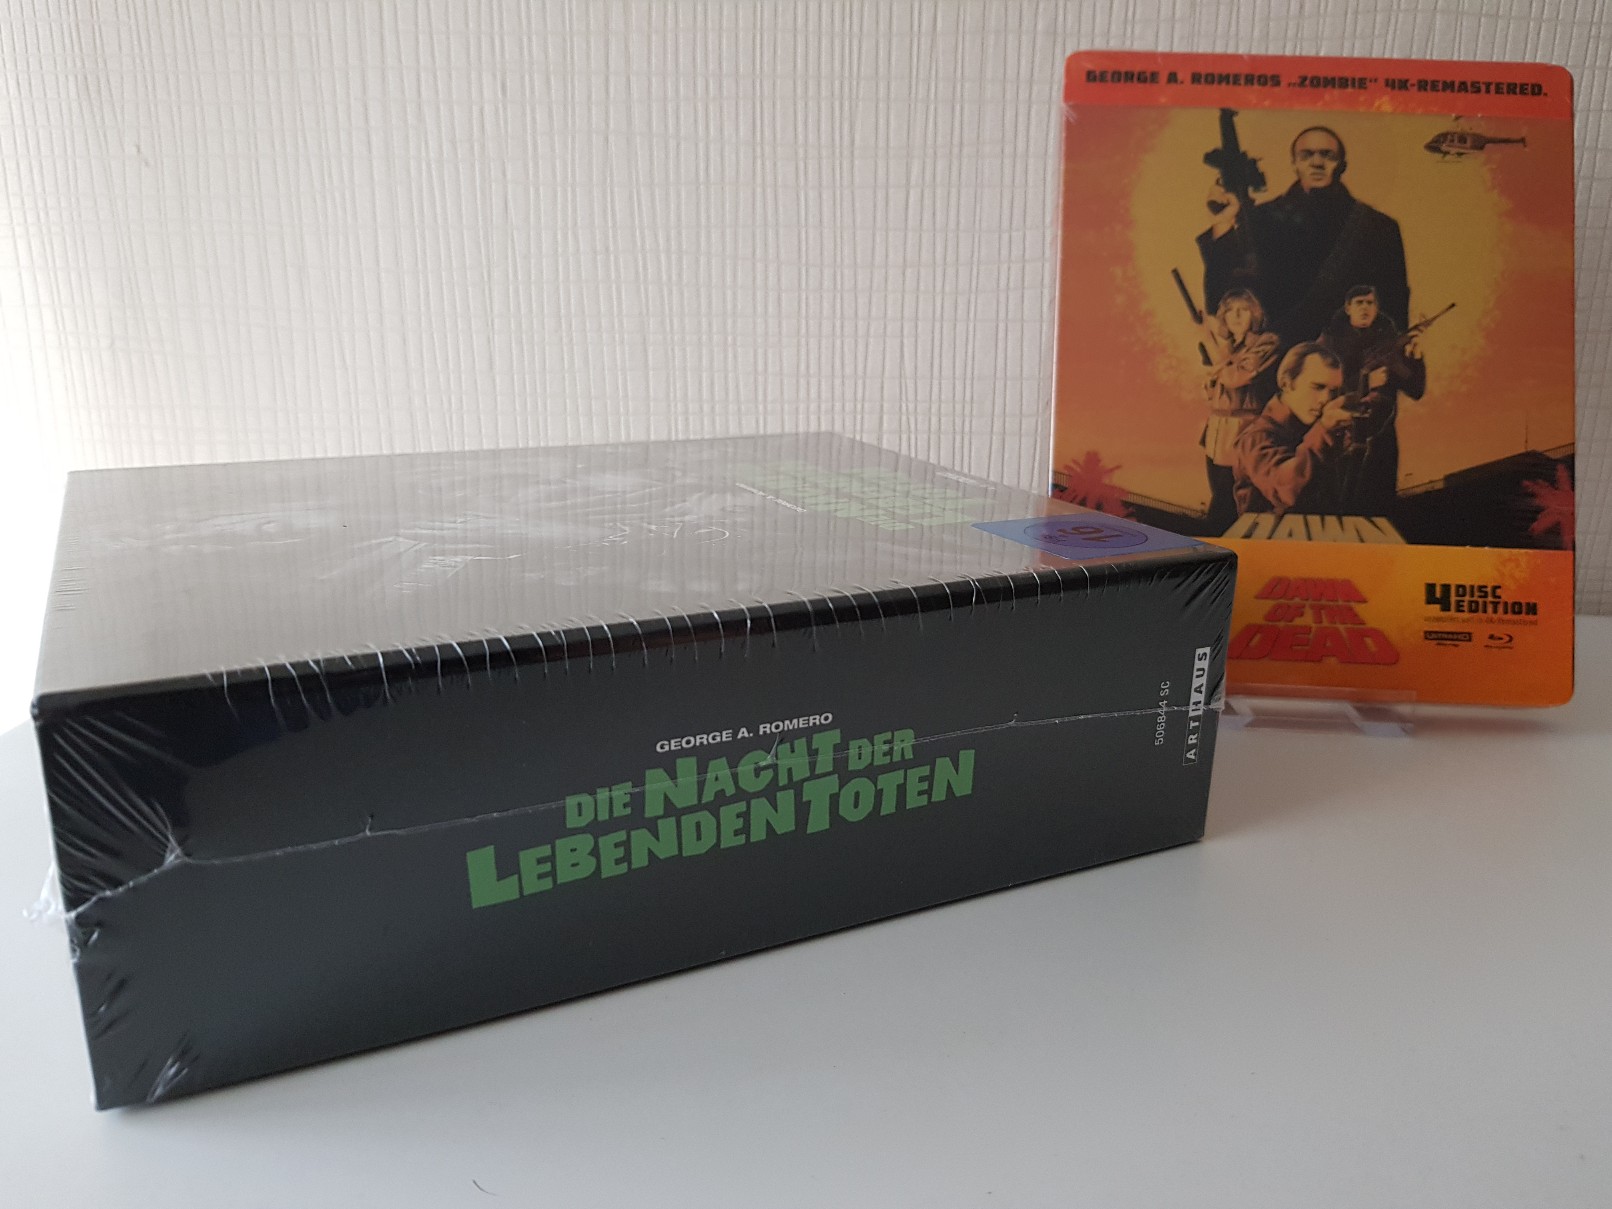 GEORGE A. ROMEROS „ZOMBIE“ 4K-REMASTERED.
DAWN
DAWN
OF THE
DEAD
4 DISC
EDITION
16
GEORGE A. ROMERO
DIE NACHT DER
LEBENDEN TOTEN
506844 SC
ARTHAUS